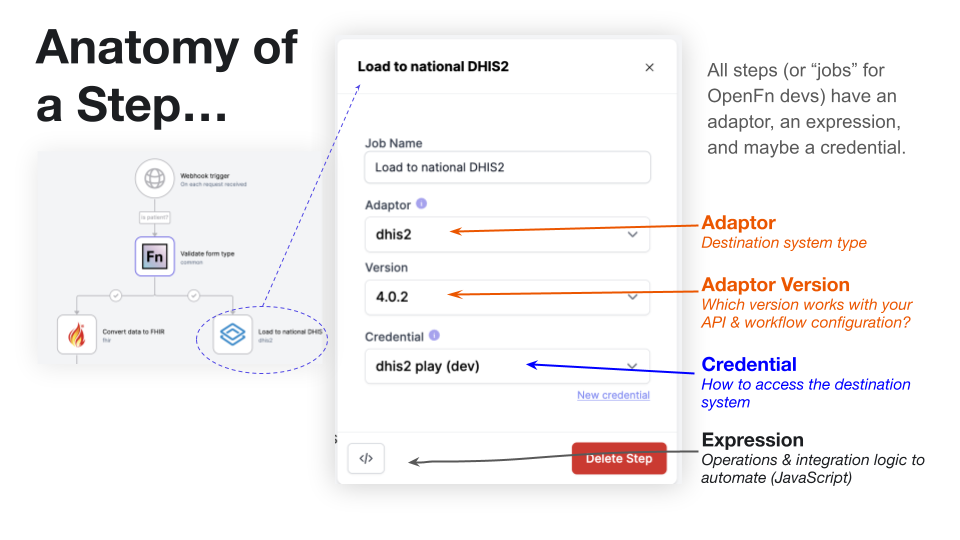 Anatomy of
a Step…
Webhook trigger
On each request received
Is patient?
Fn
Validate form type
common
Convert data to FHIR
fhir
Load to national DHIS
dhis2
Load to national DHIS2
Job Name
Load to national DHIS2
Adaptor
dhis2
Version
4.0.2
Credential
dhis2 play (dev)
New credential
s
</>
Delete Step
All steps (or “jobs” for
OpenFn devs) have an
adaptor, an expression,
and maybe a credential.
Adaptor
Destination system type
Adaptor Version
Which version works with your
API & workflow configuration?
Credential
How to access the destination
system
Expression
Operations & integration logic to
automate (JavaScript)